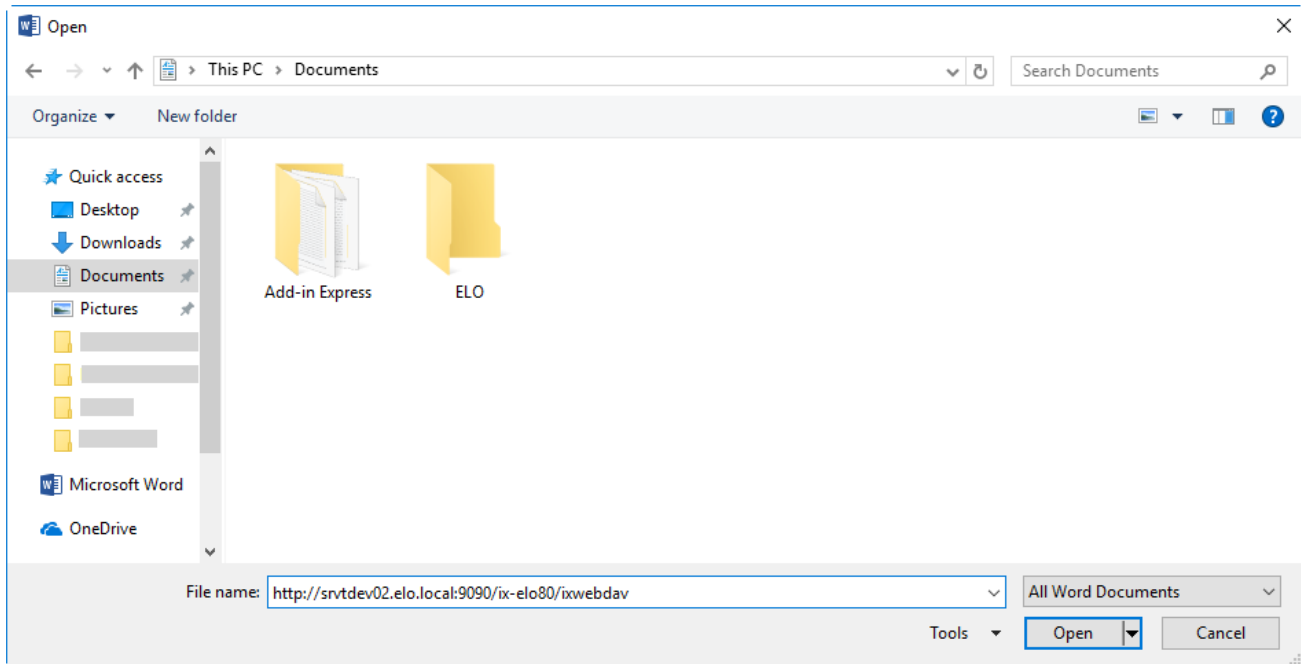 Open
This PC > Documents
Search Documents
Organize
New folder
Quick access
Desktop
Downloads
Documents
Pictures
Microsoft Word
OneDrive
Add-in Express
ELO
File name: http://srvtdev02.elo.local:9090/ix-elo80/ixwebdav
All Word Documents
Tools
Open
Cancel